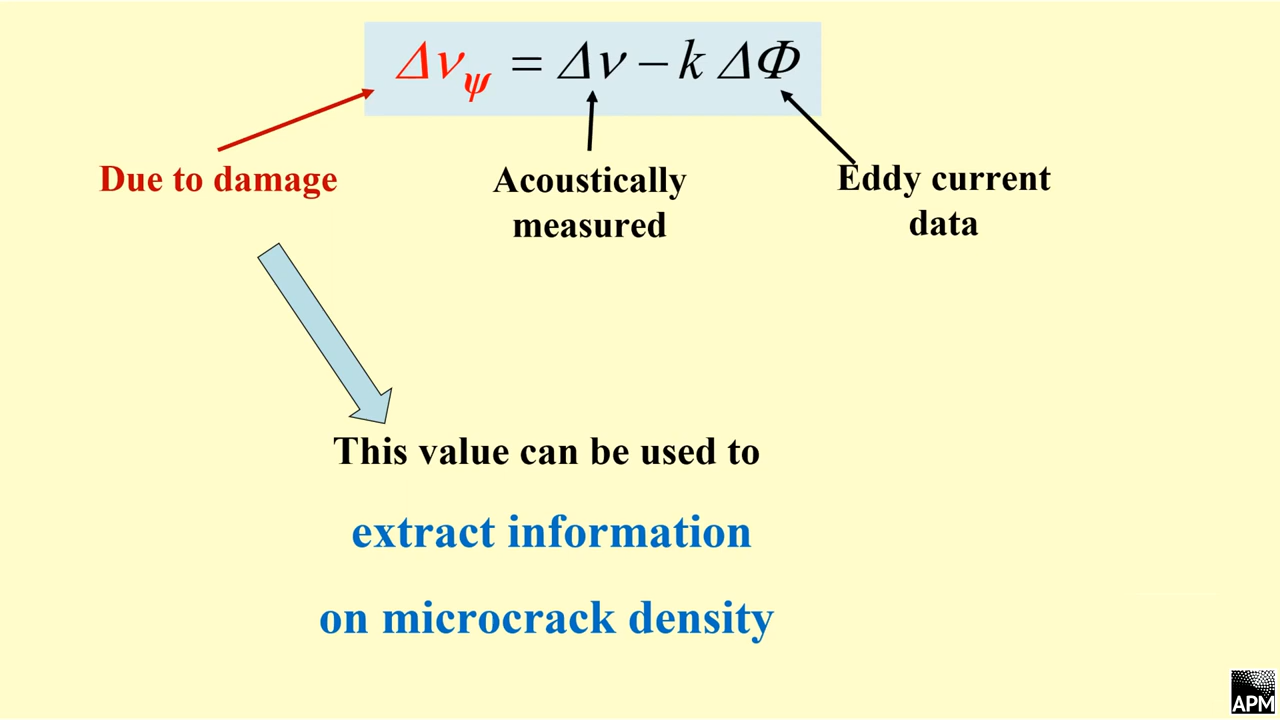 Δν_ψ = Δν − k ΔΦ
Due to damage
Acoustically
measured
Eddy current
data
This value can be used to
extract information
on microcrack density
APM